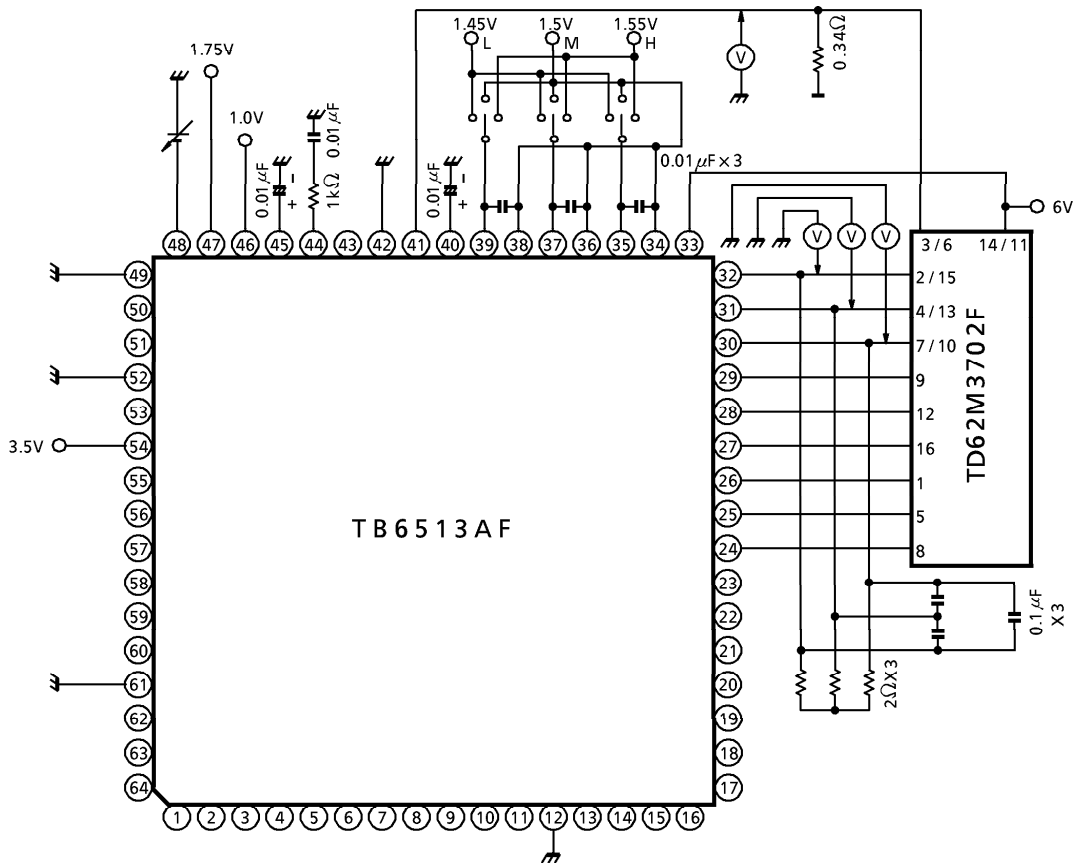 1.45V 1.5V 1.55V
L M H
V
0.34Ω
1.75V
1.0V
0.01μF
0.01μF
1kΩ
0.01μF
0.01μF×3
6V
- + - +
48 47 46 45 44 43 42 41 40 39 38 37 36 35 34 33
V V V
3 / 6 14 / 11
49 32 2 / 15
50 31 4 / 13
51 30 7 / 10
52 29 9
53 28 12
3.5V 54 27 16
55 26 1
56 25 5
57 24 8
TB6513AF
TD62M3702F
58 23
59 22
60 21
61 20
62 19
63 18
64 17
0.1μF
X3
2ΩX3
1 2 3 4 5 6 7 8 9 10 11 12 13 14 15 16